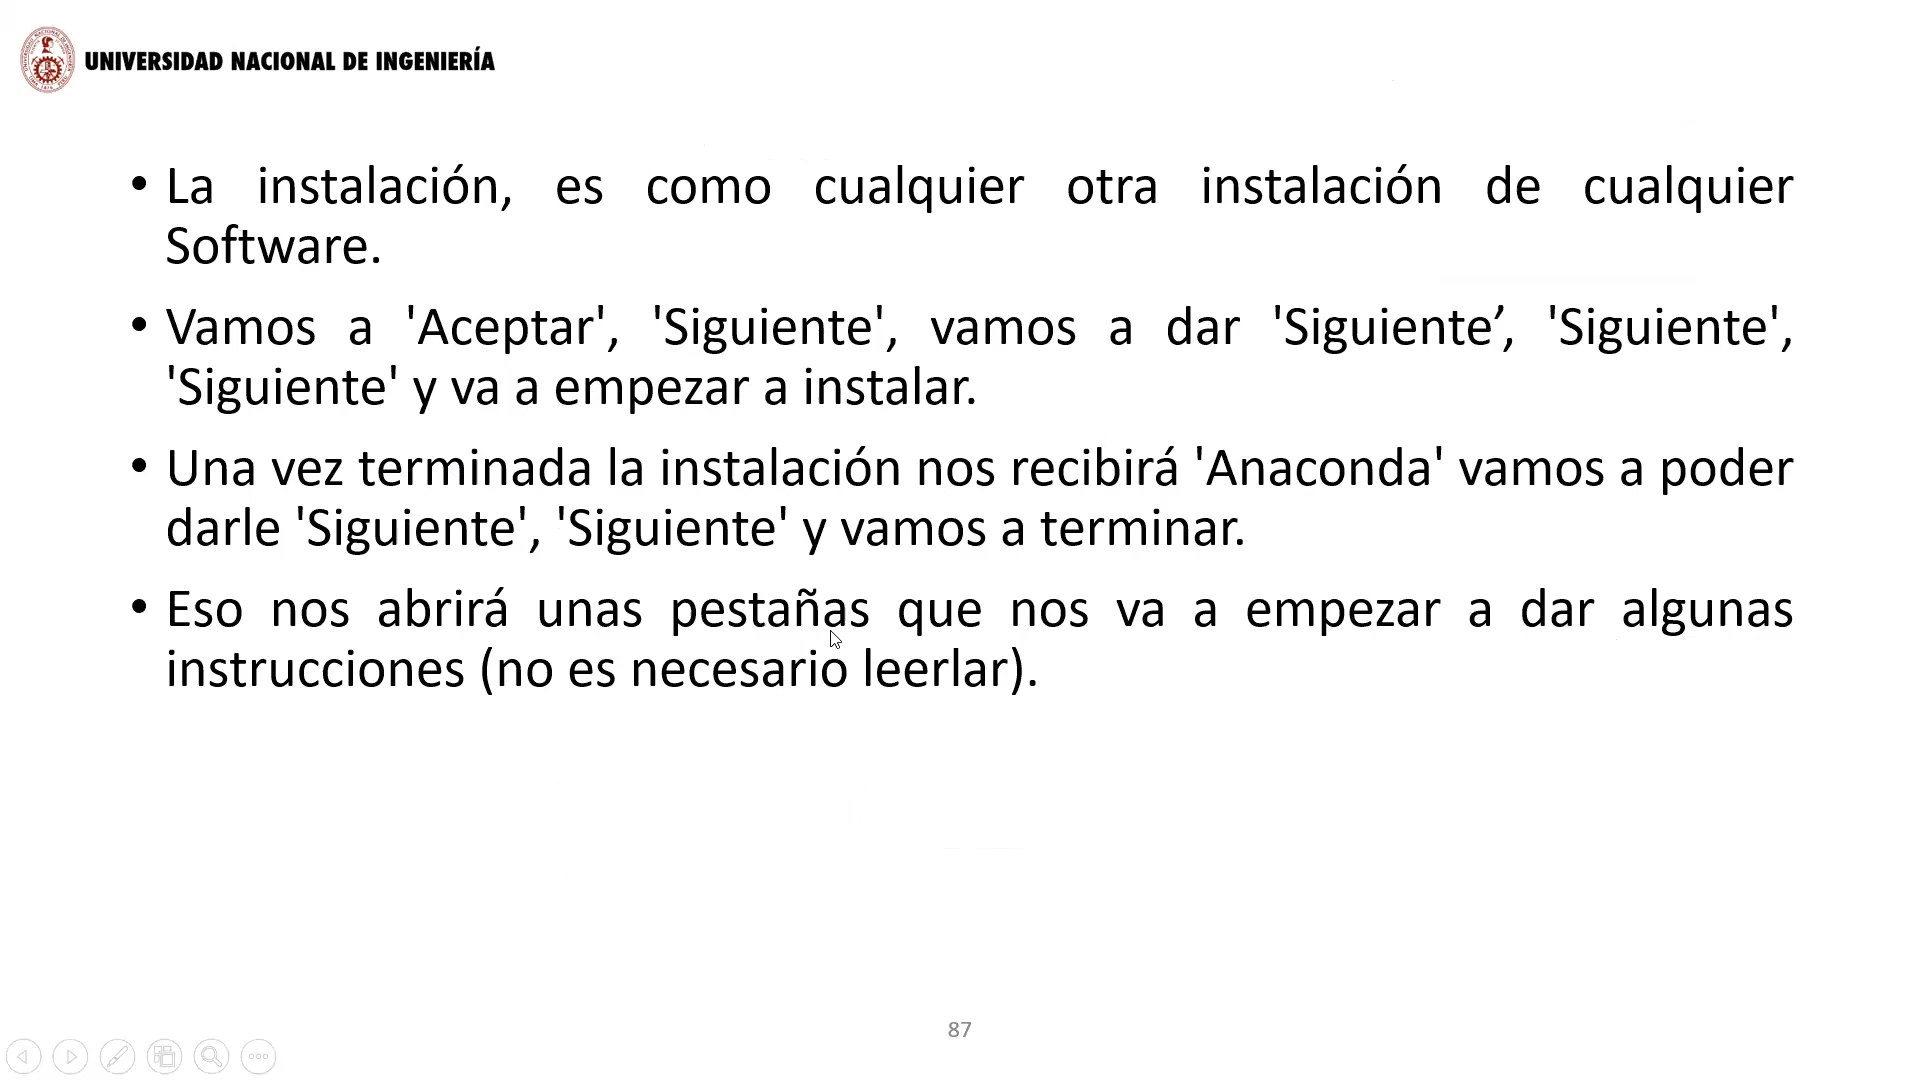 UNIVERSIDAD NACIONAL DE INGENIERÍA
• La instalación, es como cualquier otra instalación de cualquier
Software.
• Vamos a 'Aceptar', 'Siguiente', vamos a dar 'Siguiente’, 'Siguiente',
'Siguiente' y va a empezar a instalar.
• Una vez terminada la instalación nos recibirá 'Anaconda' vamos a poder
darle 'Siguiente', 'Siguiente' y vamos a terminar.
• Eso nos abrirá unas pestañas que nos va a empezar a dar algunas
instrucciones (no es necesario leerlar).
87